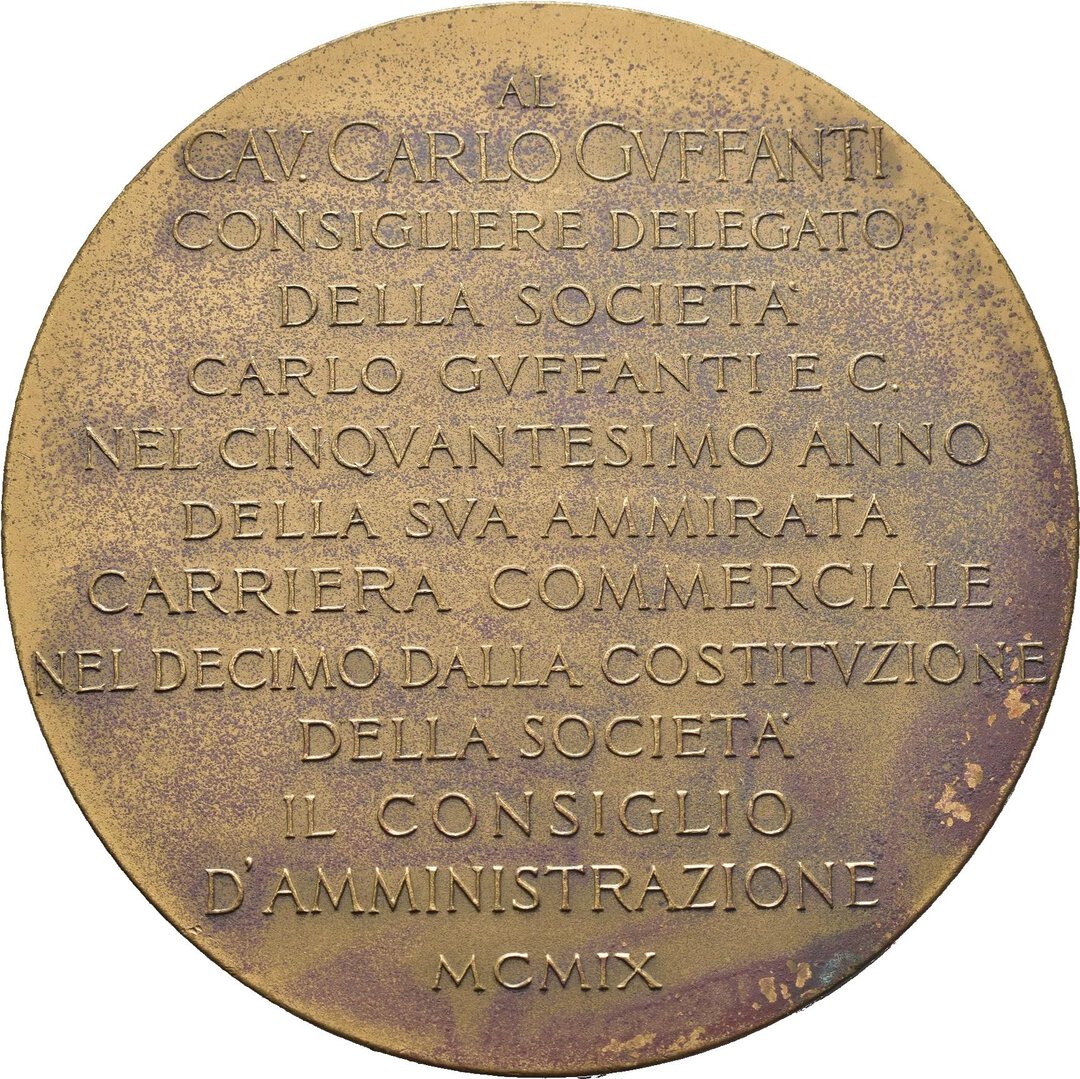 AL
CAV. CARLO GVFFANTI
CONSIGLIERE DELEGATO
DELLA SOCIETA'
CARLO GVFFANTI E C.
NEL CINQVANTESIMO ANNO
DELLA SVA AMMIRATA
CARRIERA COMMERCIALE
NEL DECIMO DALLA COSTITVZIONE
DELLA SOCIETA'
IL CONSIGLIO
D'AMMINISTRAZIONE
MCMIX